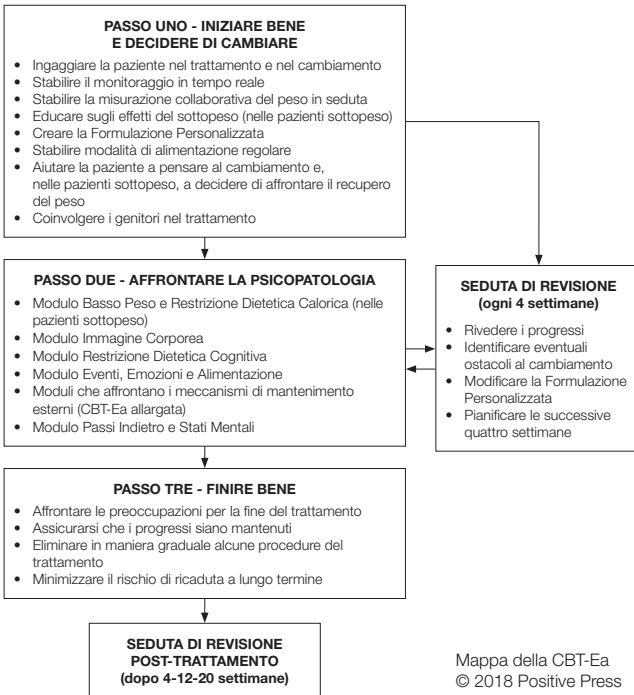 PASSO UNO - INIZIARE BENE
E DECIDERE DI CAMBIARE
• Ingaggiare la paziente nel trattamento e nel cambiamento
• Stabilire il monitoraggio in tempo reale
• Stabilire la misurazione collaborativa del peso in seduta
• Educare sugli effetti del sottopeso (nelle pazienti sottopeso)
• Creare la Formulazione Personalizzata
• Stabilire modalità di alimentazione regolare
• Aiutare la paziente a pensare al cambiamento e,
nelle pazienti sottopeso, a decidere di affrontare il recupero
del peso
• Coinvolgere i genitori nel trattamento
PASSO DUE - AFFRONTARE LA PSICOPATOLOGIA
• Modulo Basso Peso e Restrizione Dietetica Calorica (nelle
pazienti sottopeso)
• Modulo Immagine Corporea
• Modulo Restrizione Dietetica Cognitiva
• Modulo Eventi, Emozioni e Alimentazione
• Moduli che affrontano i meccanismi di mantenimento
esterni (CBT-Ea allargata)
• Modulo Passi Indietro e Stati Mentali
SEDUTA DI REVISIONE
(ogni 4 settimane)
• Rivedere i progressi
• Identificare eventuali
ostacoli al cambiamento
• Modificare la Formulazione
Personalizzata
• Pianificare le successive
quattro settimane
PASSO TRE - FINIRE BENE
• Affrontare le preoccupazioni per la fine del trattamento
• Assicurarsi che i progressi siano mantenuti
• Eliminare in maniera graduale alcune procedure del
trattamento
• Minimizzare il rischio di ricaduta a lungo termine
SEDUTA DI REVISIONE
POST-TRATTAMENTO
(dopo 4-12-20 settimane)
Mappa della CBT-Ea
© 2018 Positive Press